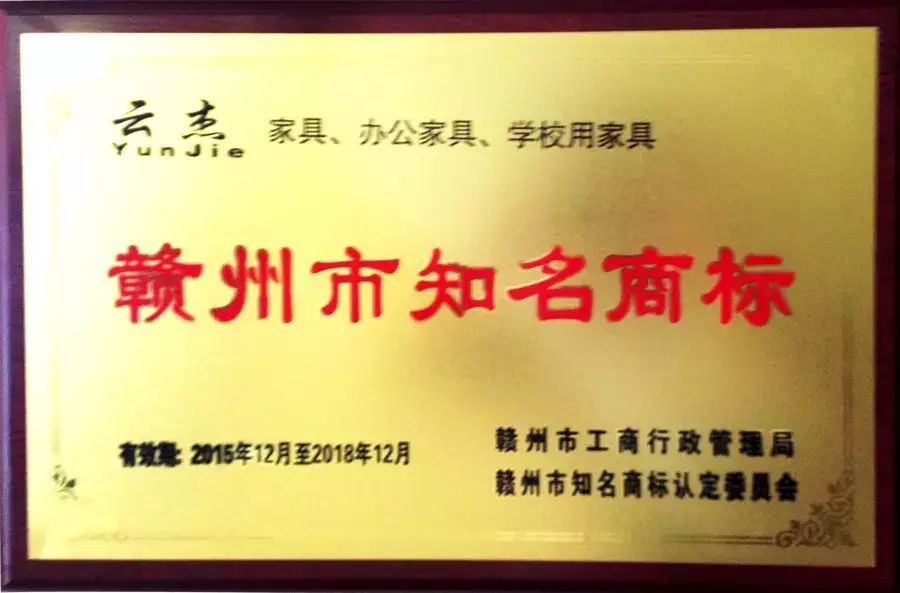 云杰 家具、办公家具、学校用家具
YunJie
赣州市知名商标
有效期: 2015年12月至2018年12月
赣州市工商行政管理局
赣州市知名商标认定委员会